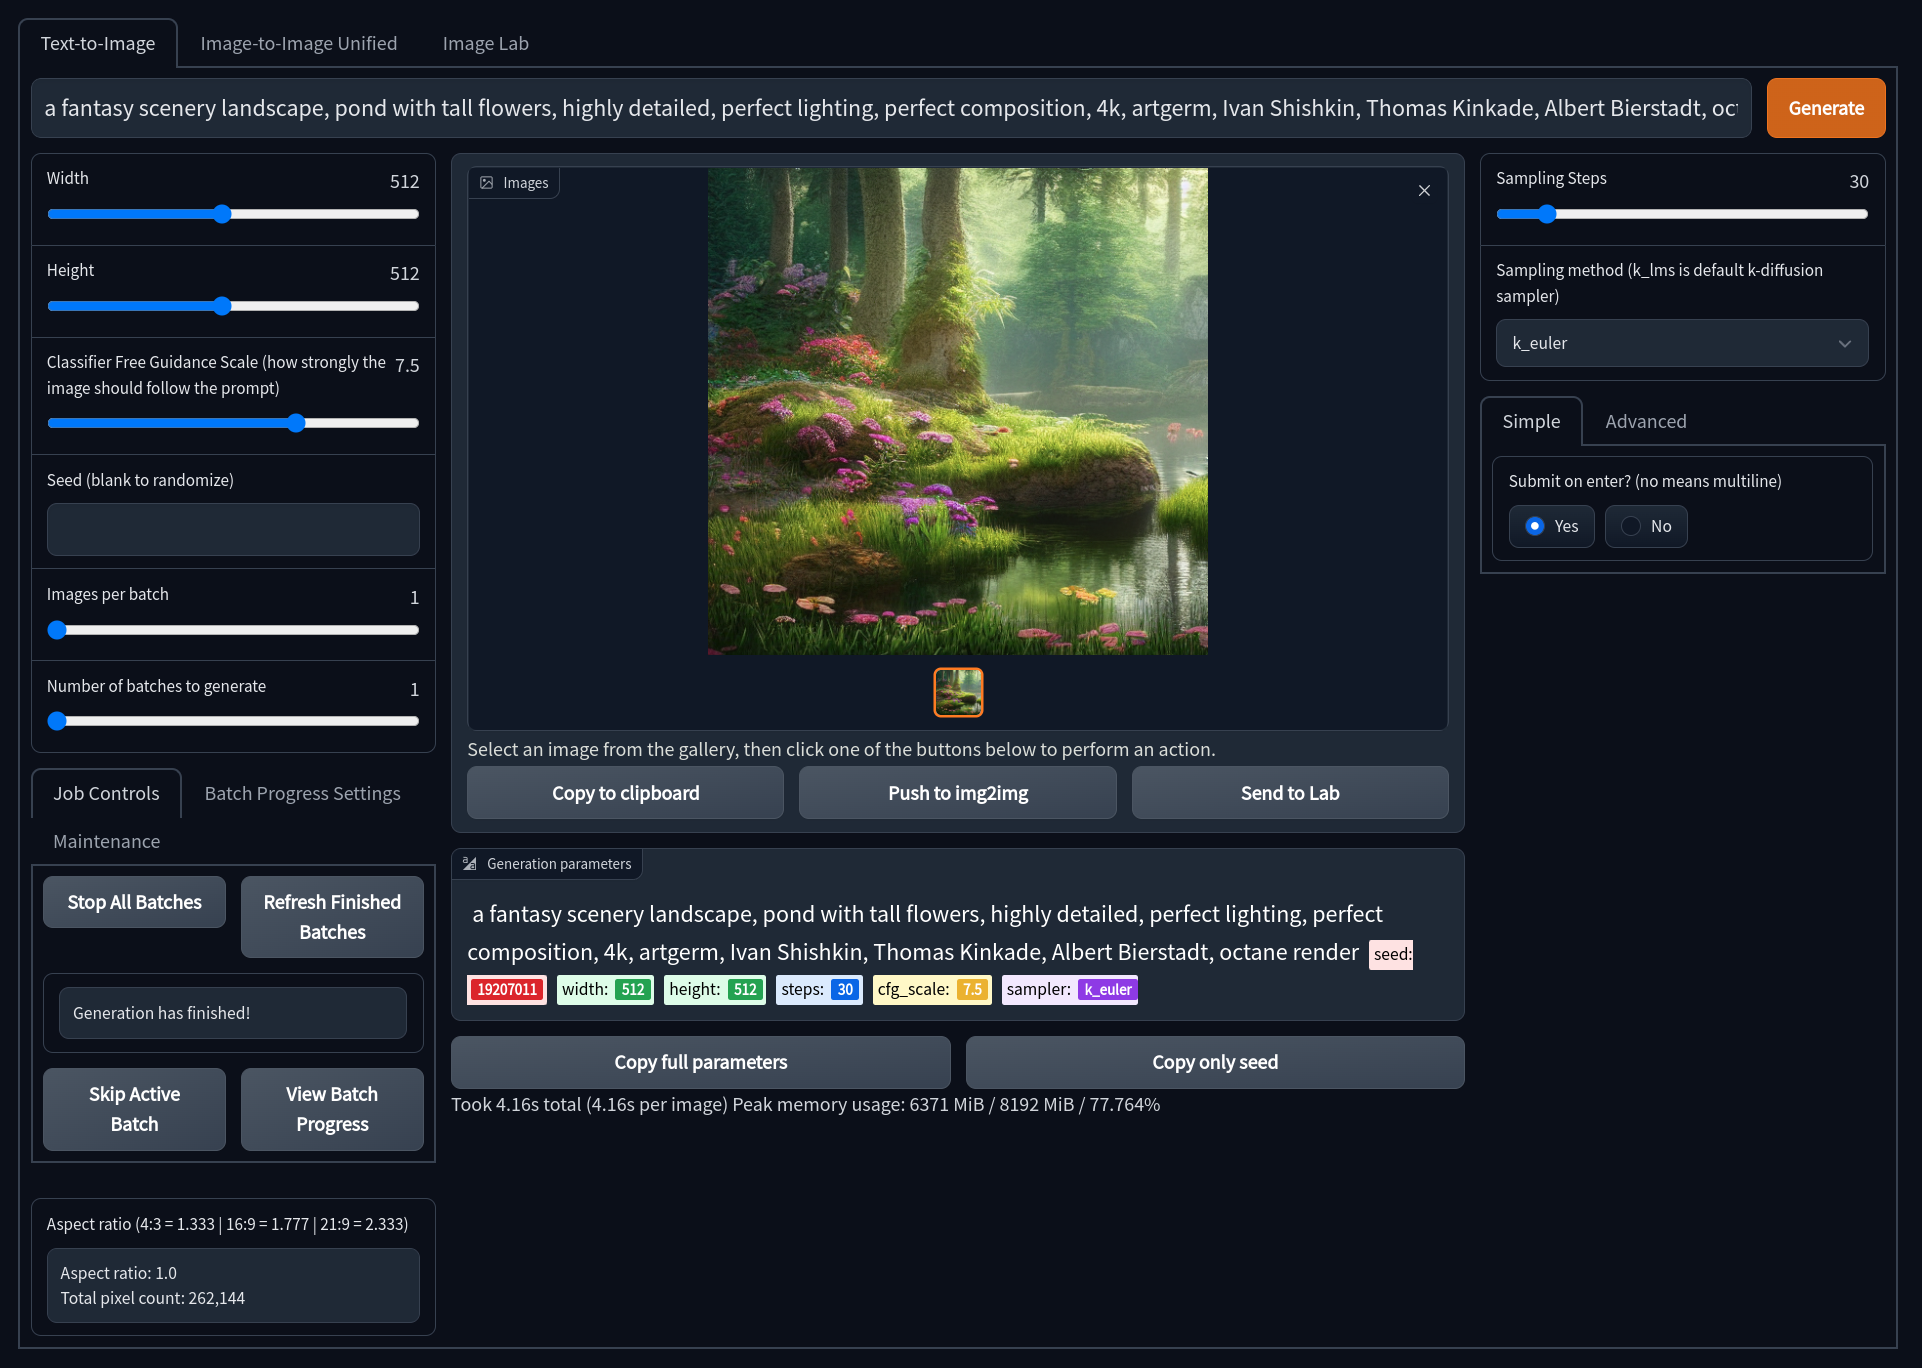 Text-to-Image
Image-to-Image Unified
Image Lab
a fantasy scenery landscape, pond with tall flowers, highly detailed, perfect lighting, perfect composition, 4k, artgerm, Ivan Shishkin, Thomas Kinkade, Albert Bierstadt, oct
Generate
Width
512
Height
512
Classifier Free Guidance Scale (how strongly the
image should follow the prompt)
7.5
Seed (blank to randomize)
Images per batch
1
Number of batches to generate
1
Job Controls
Batch Progress Settings
Maintenance
Stop All Batches
Refresh Finished
Batches
Generation has finished!
Skip Active
Batch
View Batch
Progress
Aspect ratio (4:3 = 1.333 | 16:9 = 1.777 | 21:9 = 2.333)
Aspect ratio: 1.0
Total pixel count: 262,144
Images
Select an image from the gallery, then click one of the buttons below to perform an action.
Copy to clipboard
Push to img2img
Send to Lab
Generation parameters
a fantasy scenery landscape, pond with tall flowers, highly detailed, perfect lighting, perfect
composition, 4k, artgerm, Ivan Shishkin, Thomas Kinkade, Albert Bierstadt, octane render seed:
19207011 width: 512 height: 512 steps: 30 cfg_scale: 7.5 sampler: k_euler
Copy full parameters
Copy only seed
Took 4.16s total (4.16s per image) Peak memory usage: 6371 MiB / 8192 MiB / 77.764%
Sampling Steps
30
Sampling method (k_lms is default k-diffusion
sampler)
k_euler
Simple
Advanced
Submit on enter? (no means multiline)
Yes
No